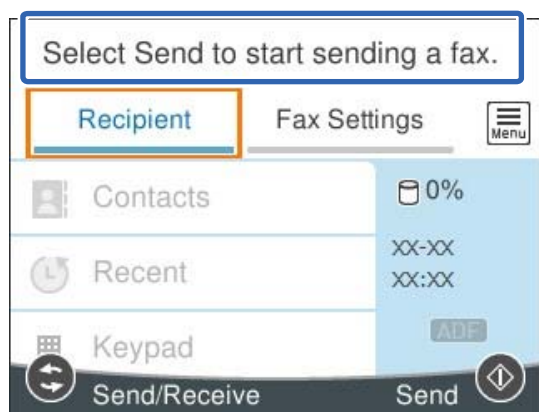 Select Send to start sending a fax.
Recipient Fax Settings Menu
Contacts 0%
XX-XX
Recent XX:XX
Keypad ADF
Send/Receive Send